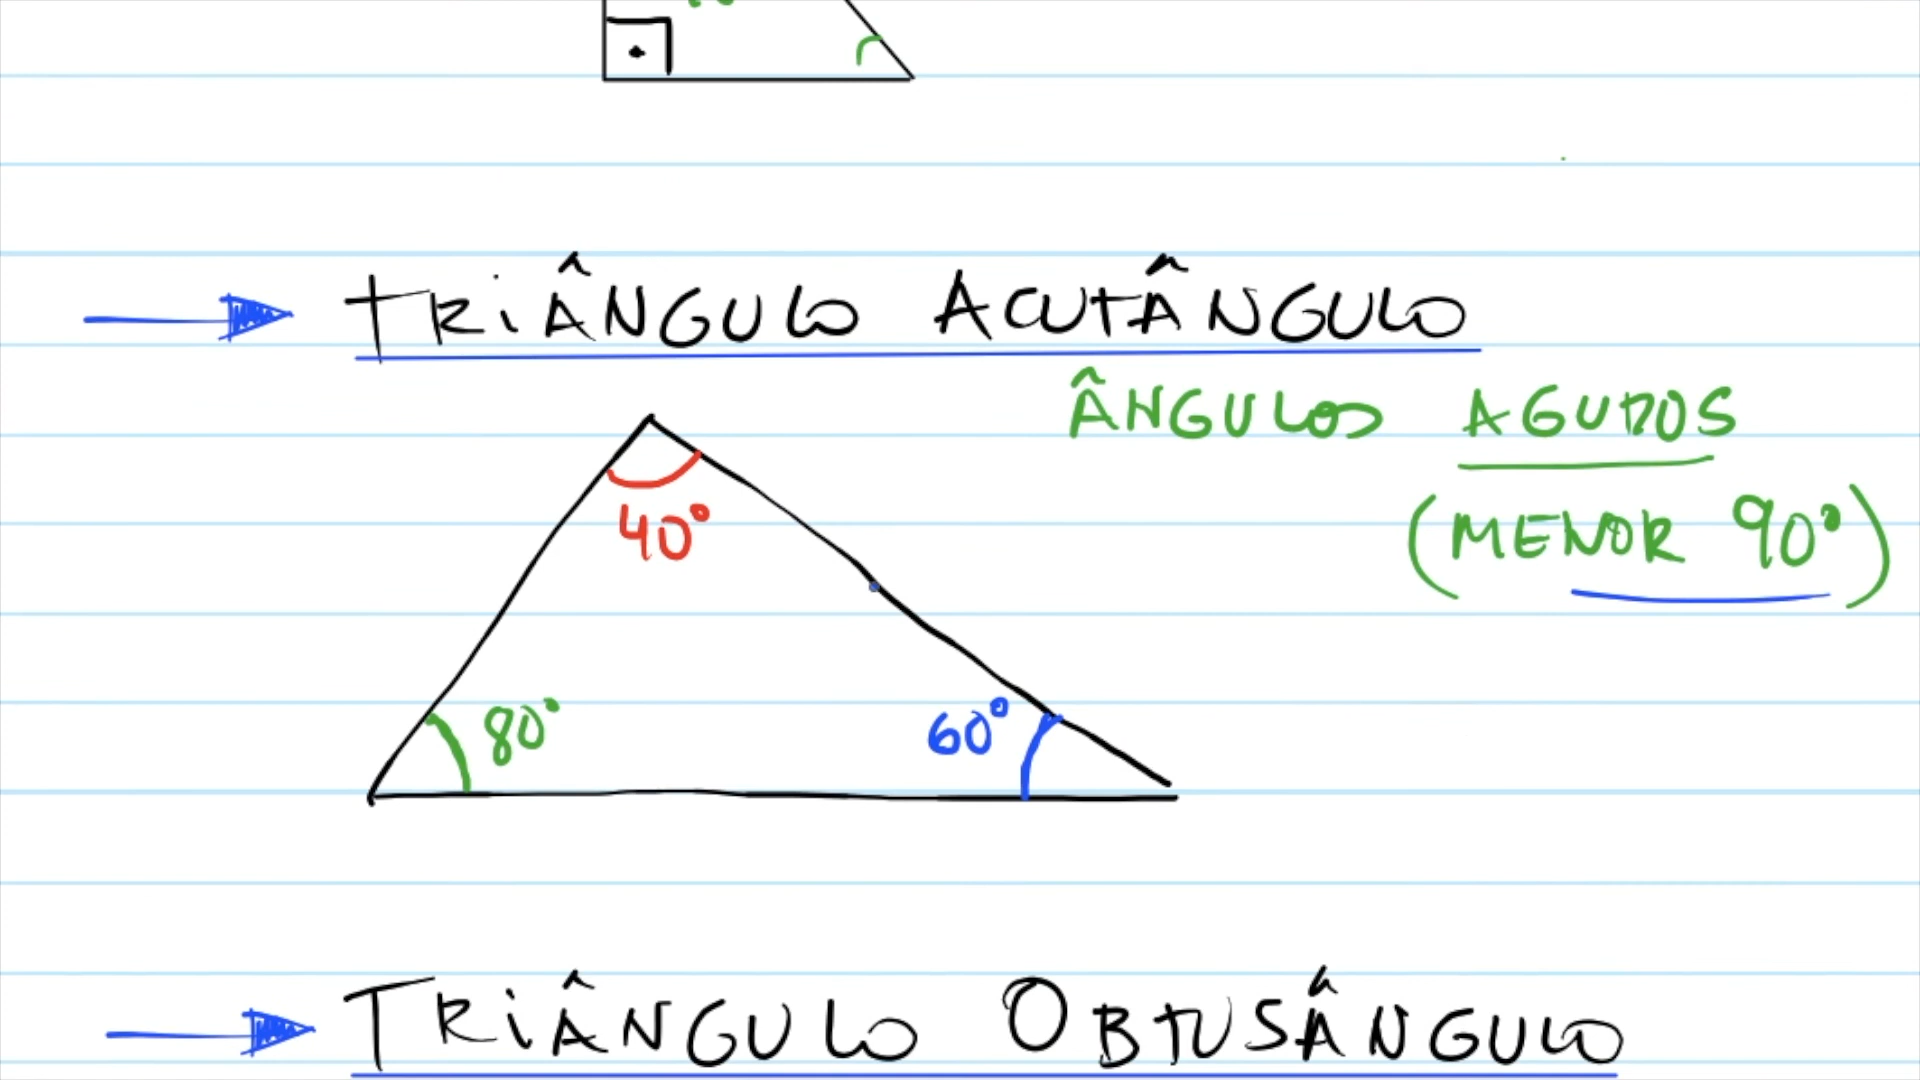 TRIÂNGULO ACUTÂNGULO
ÂNGULOS AGUDOS
(MENOR 90°)
40°
80°
60°
TRIÂNGULO OBTUSÂNGULO